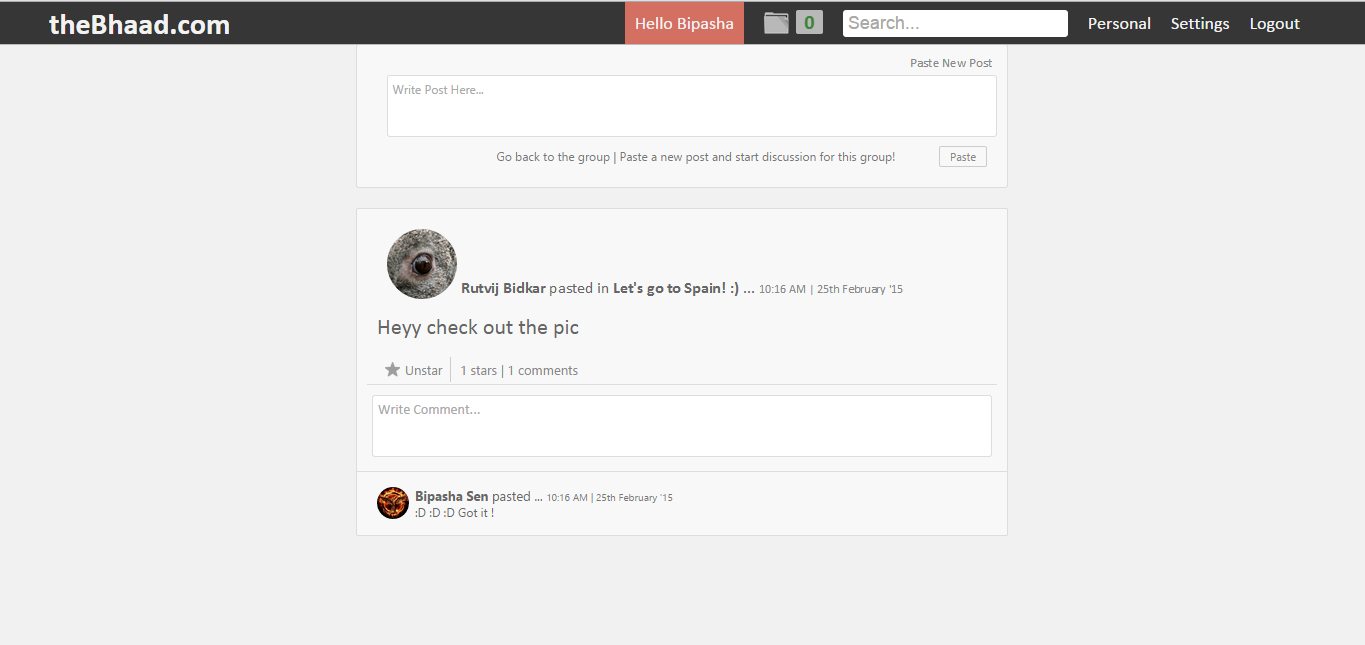 theBhaad.com Hello Bipasha 0 Search... Personal Settings Logout
Paste New Post
Write Post Here...
Go back to the group | Paste a new post and start discussion for this group! Paste
Rutvij Bidkar pasted in Let's go to Spain! :) ... 10:16 AM | 25th February '15
Heyy check out the pic
Unstar 1 stars | 1 comments
Write Comment...
Bipasha Sen pasted ... 10:16 AM | 25th February '15
:D :D :D Got it !